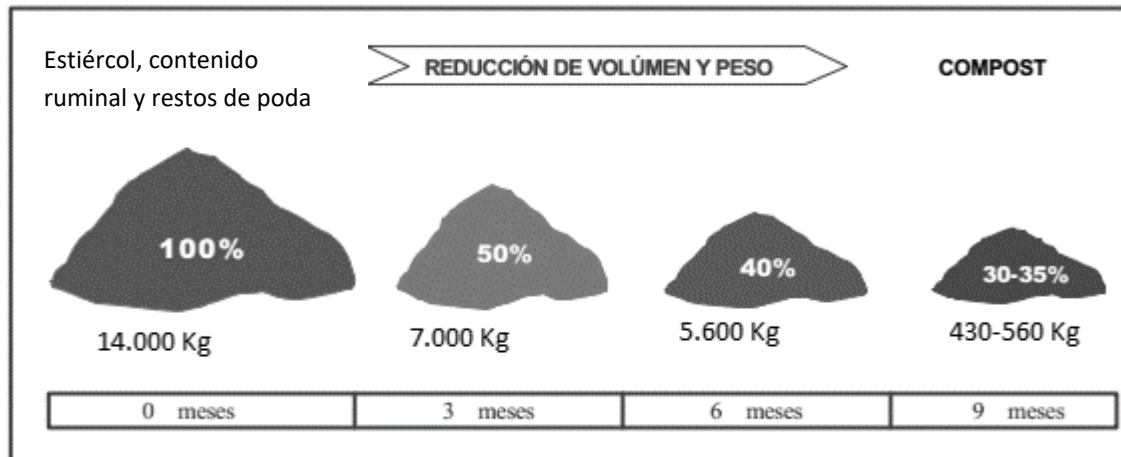 Estiércol, contenido
ruminal y restos de poda
REDUCCIÓN DE VOLÚMEN Y PESO
COMPOST
100%
50%
40%
30-35%
14.000 Kg
7.000 Kg
5.600 Kg
430-560 Kg
0 meses
3 meses
6 meses
9 meses